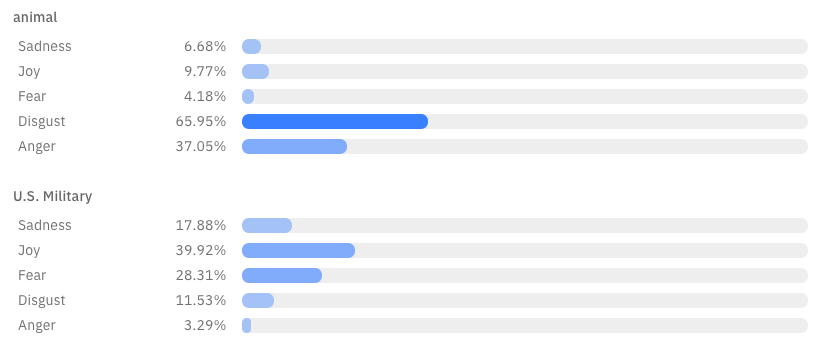 animal
Sadness 6.68%
Joy 9.77%
Fear 4.18%
Disgust 65.95%
Anger 37.05%
U.S. Military
Sadness 17.88%
Joy 39.92%
Fear 28.31%
Disgust 11.53%
Anger 3.29%